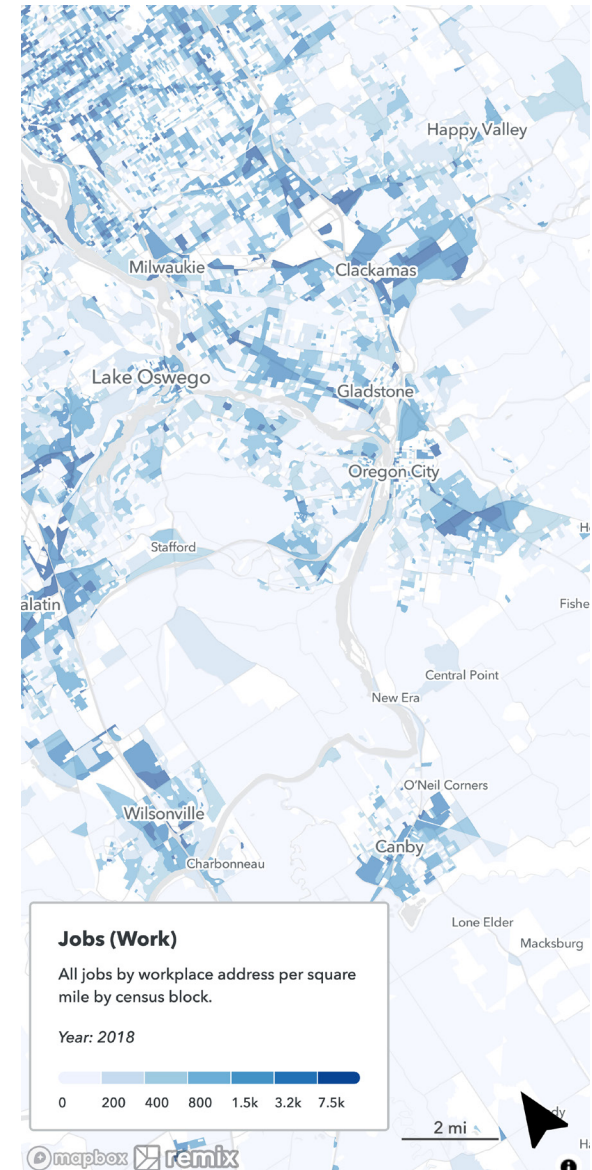 Happy Valley
Milwaukie
Clackamas
Lake Oswego
Gladstone
Oregon City
Stafford
alatin
Fishe
Central Point
New Era
O'Neil Corners
Wilsonville
Canby
Charbonneau
Lone Elder
Macksburg
Jobs (Work)
All jobs by workplace address per square
mile by census block.
Year: 2018
0 200 400 800 1.5k 3.2k 7.5k
2 mi
dy
mapbox remix